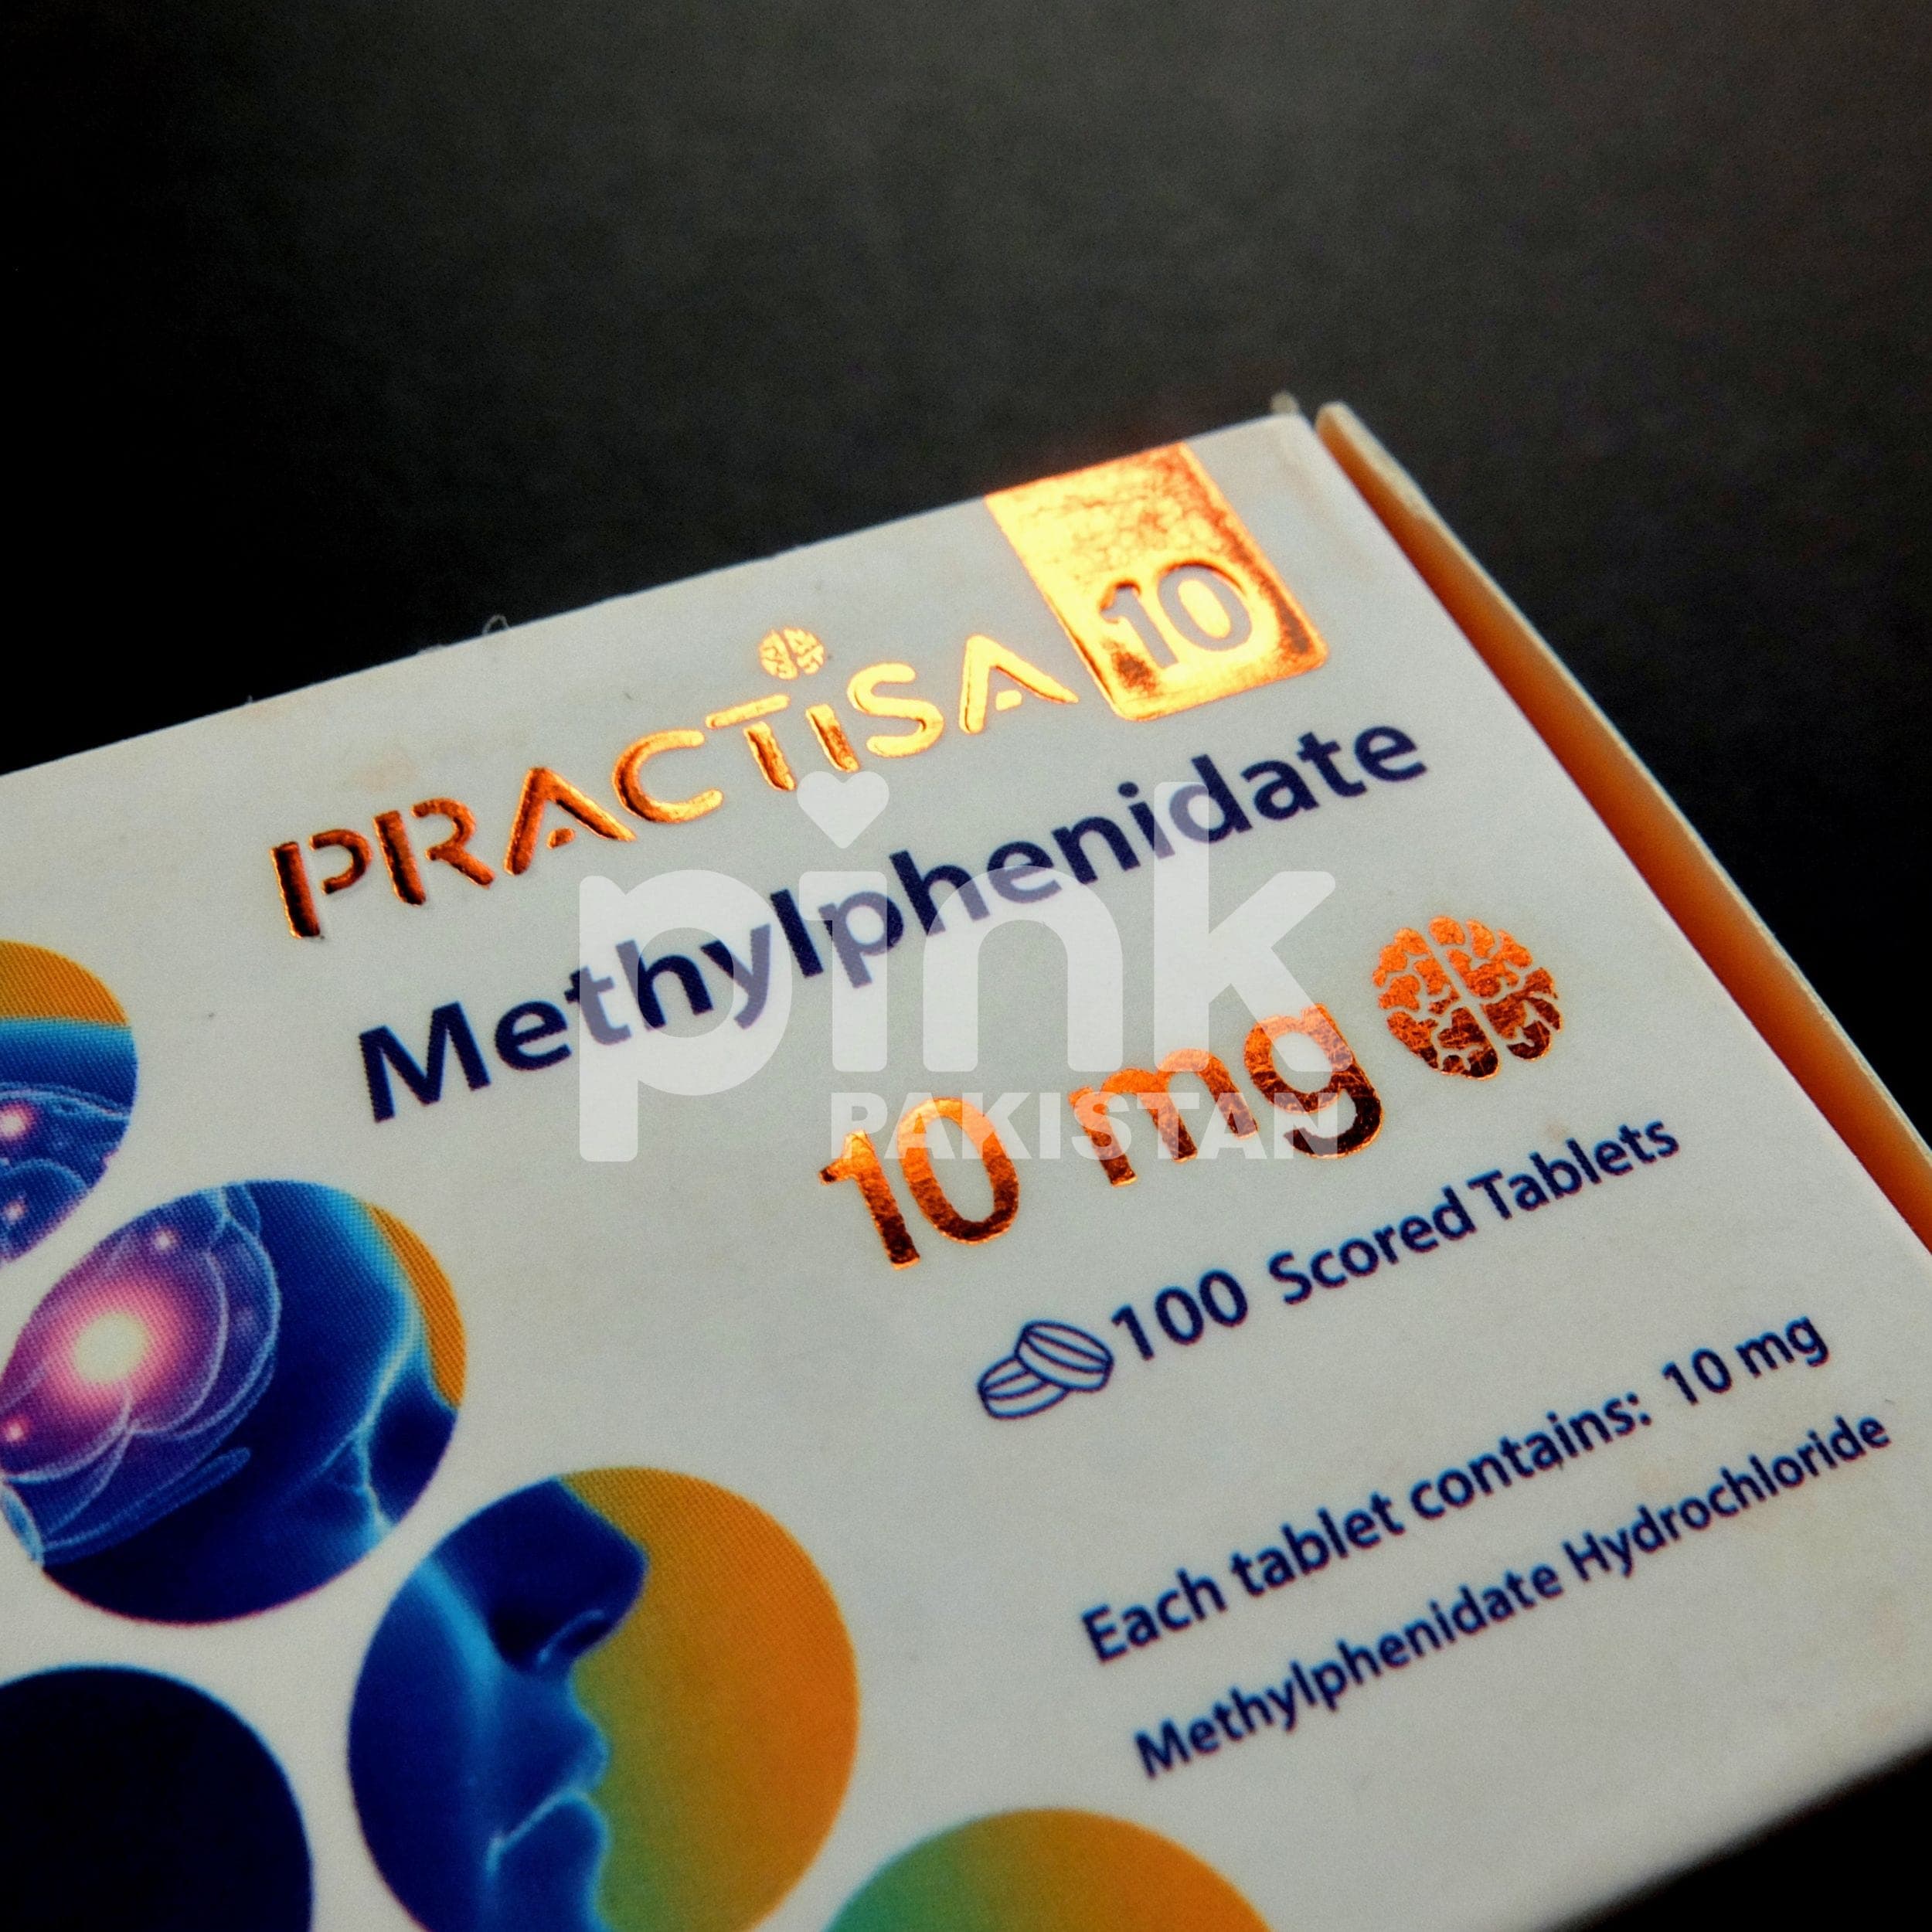 PRACTiSA 10
Methylphenidate
10 mg
100 Scored Tablets
Each tablet contains: 10 mg
Methylphenidate Hydrochloride
pink
PAKISTAN